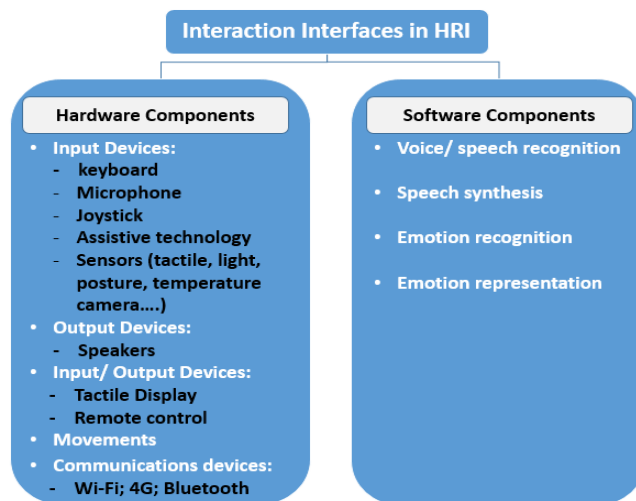 Interaction Interfaces in HRI
Hardware Components
• Input Devices:
- keyboard
- Microphone
- Joystick
- Assistive technology
- Sensors (tactile, light,
posture, temperature
camera….)
• Output Devices:
- Speakers
• Input/ Output Devices:
- Tactile Display
- Remote control
• Movements
• Communications devices:
- Wi-Fi; 4G; Bluetooth
Software Components
• Voice/ speech recognition
• Speech synthesis
• Emotion recognition
• Emotion representation